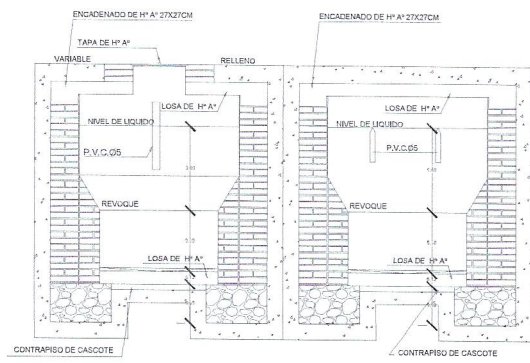 ENCADENADO DE Hº Aº 27X27CM
TAPA DE Hº Aº
VARIABLE
RELLENO
LOSA DE Hº Aº
NIVEL DE LIQUIDO
P.V.C.Ø5
REVOQUE
LOSA DE Hº Aº
CONTRAPISO DE CASCOTE
ENCADENADO DE Hº Aº 27X27CM
LOSA DE Hº Aº
NIVEL DE LIQUIDO
P.V.C.Ø5
REVOQUE
LOSA DE Hº Aº
CONTRAPISO DE CASCOTE